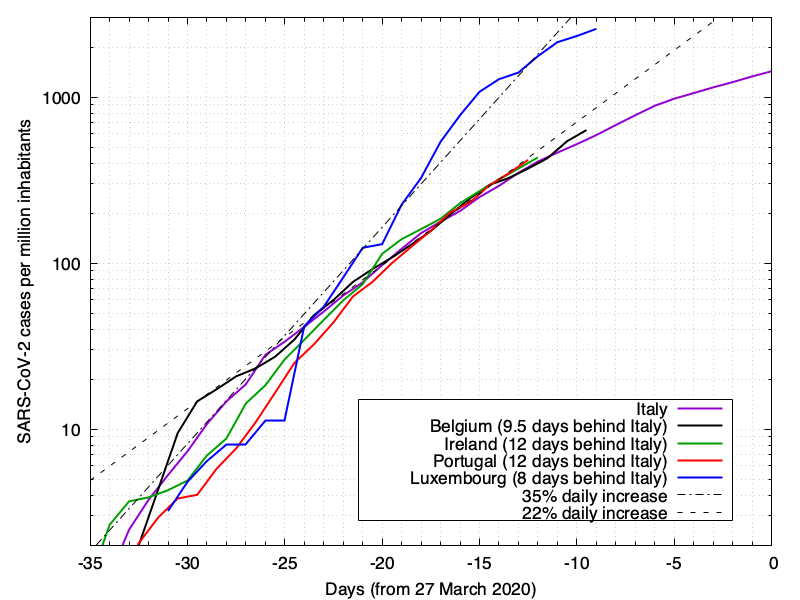 SARS-CoV-2 cases per million inhabitants
1000
100
10
Italy
Belgium (9.5 days behind Italy)
Ireland (12 days behind Italy)
Portugal (12 days behind Italy)
Luxembourg (8 days behind Italy)
35% daily increase
22% daily increase
-35 -30 -25 -20 -15 -10 -5 0
Days (from 27 March 2020)